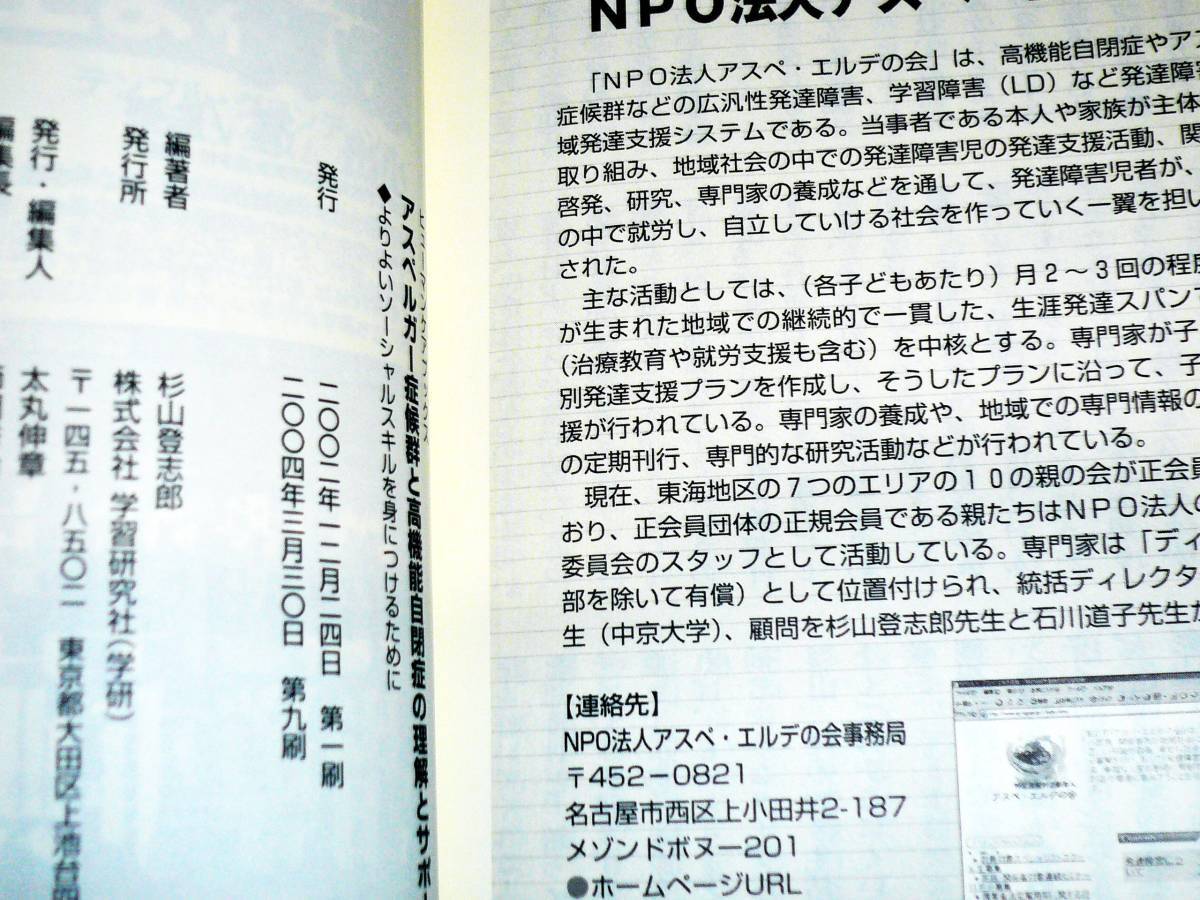 NPO法人アスペ
「NPO法人アスペ・エルデの会」は、高機能自閉症やアス
症候群などの広汎性発達障害、学習障害（LD）など発達障
域発達支援システムである。当事者である本人や家族が主体
取り組み、地域社会の中での発達障害児の発達支援活動、関
啓発、研究、専門家の養成などを通して、発達障害児者が、
の中で就労し、自立していける社会を作っていく一翼を担い
された。
主な活動としては、（各子どもあたり）月2～3回の程度
が生まれた地域での継続的で一貫した、生涯発達スパンで
（治療教育や就労支援も含む）を中核とする。専門家が子
別発達支援プランを作成し、そうしたプランに沿って、子
援が行われている。専門家の養成や、地域での専門情報の
の定期刊行、専門的な研究活動などが行われている。
現在、東海地区の7つのエリアの10の親の会が正会員
おり、正会員団体の正規会員である親たちはNPO法人の
委員会のスタッフとして活動している。専門家は「ディ
部を除いて有償）として位置付けられ、統括ディレクタ
生（中京大学）、顧問を杉山登志郎先生と石川道子先生が
【連絡先】
NPO法人アスペ・エルデの会事務局
〒452－0821
名古屋市西区上小田井2-187
メゾンドボヌー201
●ホームページURL
アスペ・エルデの会
ヒューマンケアブックス
アスペルガー症候群と高機能自閉症の理解とサポー
◆よりよいソーシャルスキルを身につけるために
発行 二〇〇二年一二月二四日 第一刷
二〇〇四年三月三〇日 第九刷
編著者 杉山登志郎
発行所 株式会社 学習研究社（学研）
〒一四五-八五〇二 東京都大田区上池台四
発行・編集人 太丸伸章
編集長